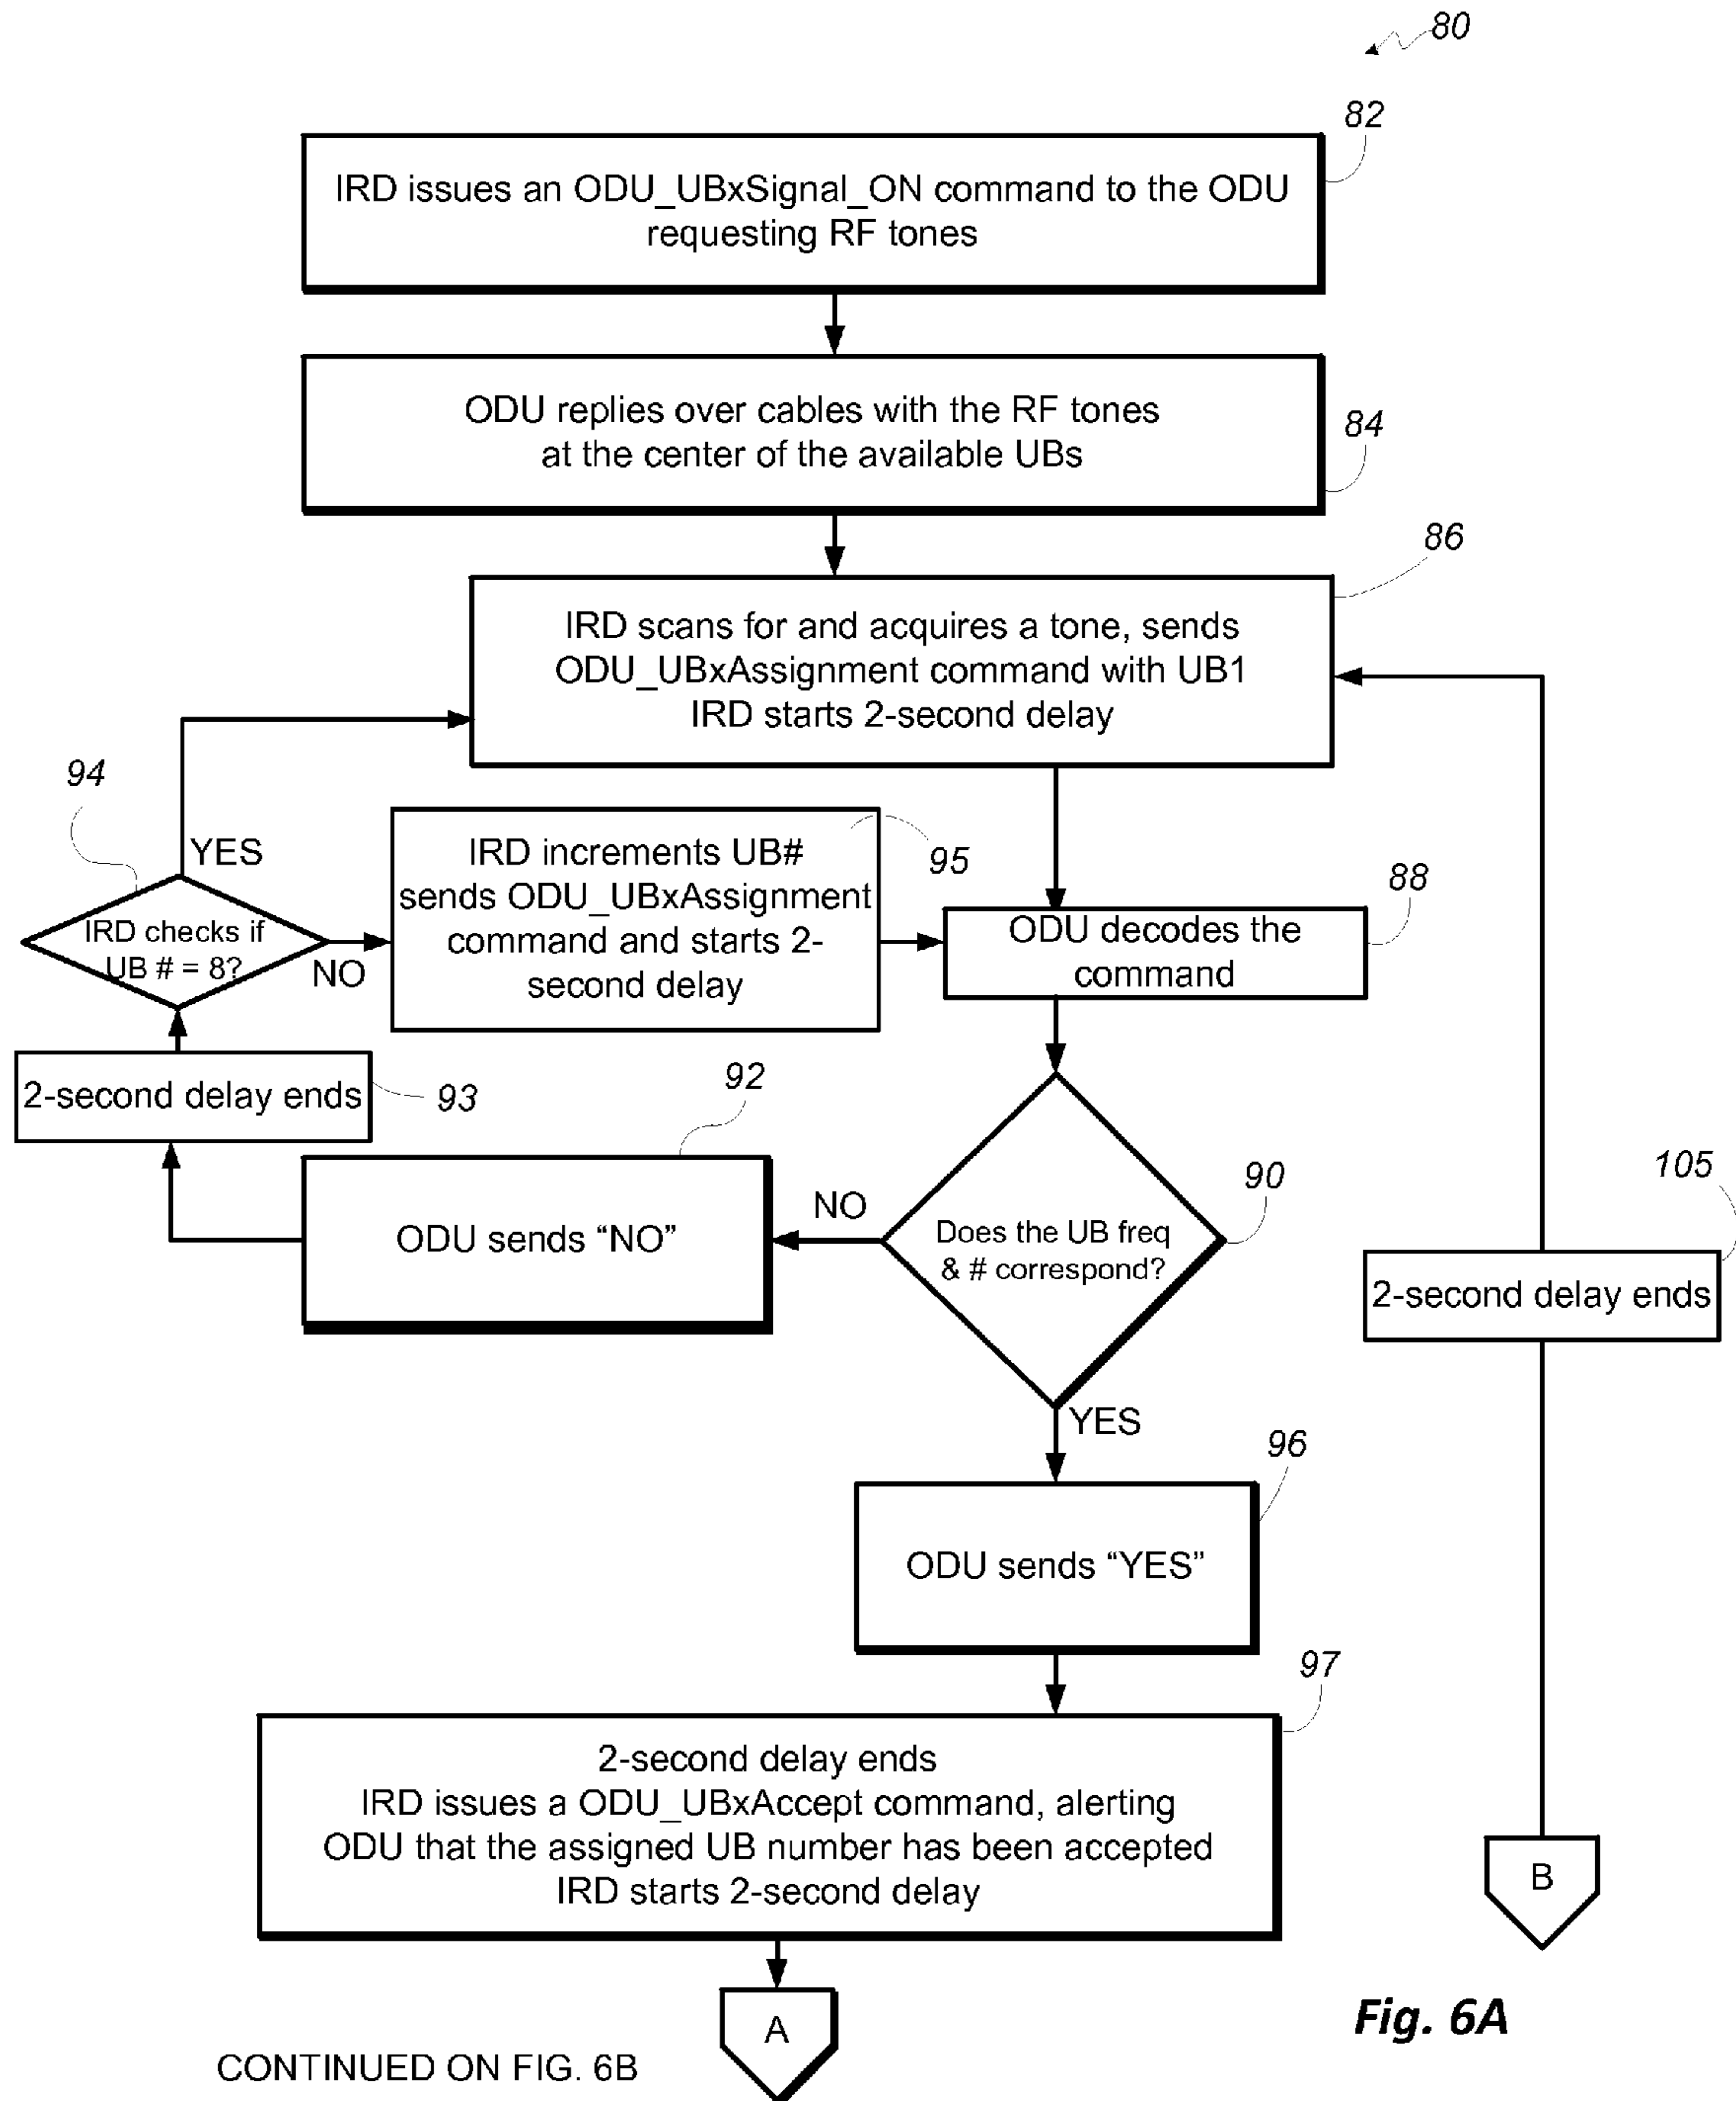 80
82
IRD issues an ODU_UBxSignal_ON command to the ODU
requesting RF tones
ODU replies over cables with the RF tones
at the center of the available UBs
84
86
IRD scans for and acquires a tone, sends
ODU_UBxAssignment command with UB1
IRD starts 2-second delay
94
YES
IRD checks if
UB # = 8?
NO
IRD increments UB#
sends ODU_UBxAssignment
command and starts 2-
second delay
95
88
ODU decodes the
command
2-second delay ends
93
92
ODU sends “NO”
NO
90
Does the UB freq
& # correspond?
105
2-second delay ends
YES
96
ODU sends “YES”
97
2-second delay ends
IRD issues a ODU_UBxAccept command, alerting
ODU that the assigned UB number has been accepted
IRD starts 2-second delay
B
A
Fig. 6A
CONTINUED ON FIG. 6B